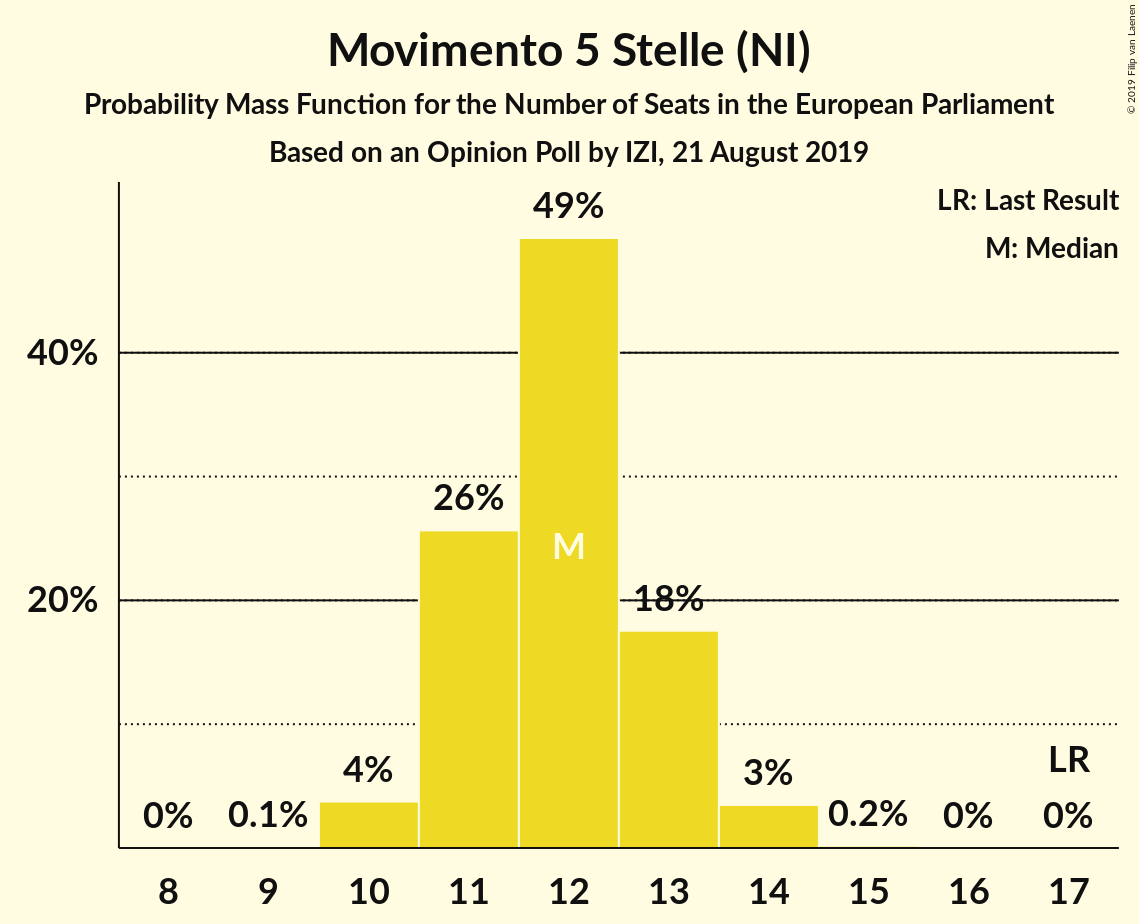 Movimento 5 Stelle (NI)
Probability Mass Function for the Number of Seats in the European Parliament
Based on an Opinion Poll by IZI, 21 August 2019
© 2019 Filip van Laenen
LR: Last Result
M: Median
49%
40%
26%
M
20%
18%
4%
3%
LR
0%
0.1%
0.2%
0%
0%
8 9 10 11 12 13 14 15 16 17